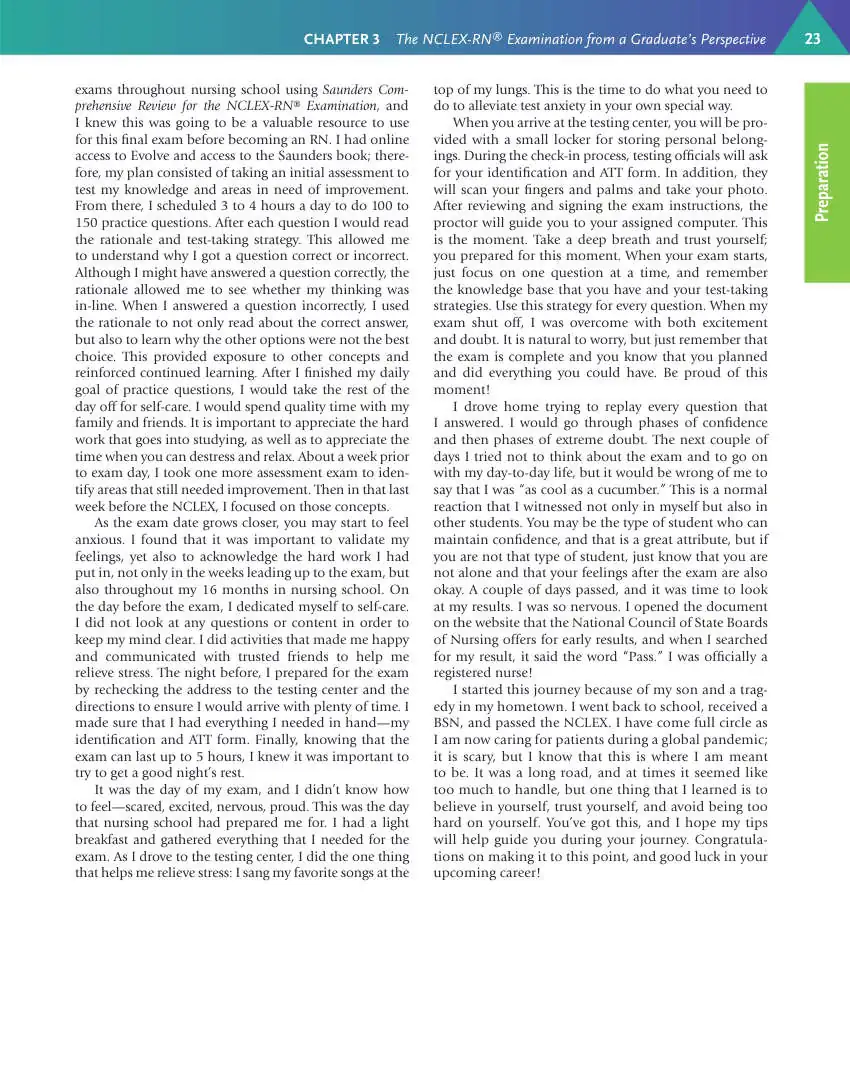 CHAPTER 3 The NCLEX-RN® Examination from a Graduate's Perspective 23
exams throughout nursing school using Saunders Com-
prehensive Review for the NCLEX-RN® Examination, and
I knew this was going to be a valuable resource to use
for this final exam before becoming an RN. I had online
access to Evolve and access to the Saunders book; there-
fore, my plan consisted of taking an initial assessment to
test my knowledge and areas in need of improvement.
From there, I scheduled 3 to 4 hours a day to do 100 to
150 practice questions. After each question I would read
the rationale and test-taking strategy. This allowed me
to understand why I got a question correct or incorrect.
Although I might have answered a question correctly, the
rationale allowed me to see whether my thinking was
in-line. When I answered a question incorrectly, I used
the rationale to not only read about the correct answer,
but also to learn why the other options were not the best
choice. This provided exposure to other concepts and
reinforced continued learning. After I finished my daily
goal of practice questions, I would take the rest of the
day off for self-care. I would spend quality time with my
family and friends. It is important to appreciate the hard
work that goes into studying, as well as to appreciate the
time when you can destress and relax. About a week prior
to exam day, I took one more assessment exam to iden-
tify areas that still needed improvement. Then in that last
week before the NCLEX, I focused on those concepts.
As the exam date grows closer, you may start to feel
anxious. I found that it was important to validate my
feelings, yet also to acknowledge the hard work I had
put in, not only in the weeks leading up to the exam, but
also throughout my 16 months in nursing school. On
the day before the exam, I dedicated myself to self-care.
I did not look at any questions or content in order to
keep my mind clear. I did activities that made me happy
and communicated with trusted friends to help me
relieve stress. The night before, I prepared for the exam
by rechecking the address to the testing center and the
directions to ensure I would arrive with plenty of time. I
made sure that I had everything I needed in hand—my
identification and ATT form. Finally, knowing that the
exam can last up to 5 hours, I knew it was important to
try to get a good night's rest.
It was the day of my exam, and I didn't know how
to feel—scared, excited, nervous, proud. This was the day
that nursing school had prepared me for. I had a light
breakfast and gathered everything that I needed for the
exam. As I drove to the testing center, I did the one thing
that helps me relieve stress: I sang my favorite songs at the
top of my lungs. This is the time to do what you need to
do to alleviate test anxiety in your own special way.
When you arrive at the testing center, you will be pro-
vided with a small locker for storing personal belong-
ings. During the check-in process, testing officials will ask
for your identification and ATT form. In addition, they
will scan your fingers and palms and take your photo.
After reviewing and signing the exam instructions, the
proctor will guide you to your assigned computer. This
is the moment. Take a deep breath and trust yourself;
you prepared for this moment. When your exam starts,
just focus on one question at a time, and remember
the knowledge base that you have and your test-taking
strategies. Use this strategy for every question. When my
exam shut off, I was overcome with both excitement
and doubt. It is natural to worry, but just remember that
the exam is complete and you know that you planned
and did everything you could have. Be proud of this
moment!
I drove home trying to replay every question that
I answered. I would go through phases of confidence
and then phases of extreme doubt. The next couple of
days I tried not to think about the exam and to go on
with my day-to-day life, but it would be wrong of me to
say that I was "as cool as a cucumber." This is a normal
reaction that I witnessed not only in myself but also in
other students. You may be the type of student who can
maintain confidence, and that is a great attribute, but if
you are not that type of student, just know that you are
not alone and that your feelings after the exam are also
okay. A couple of days passed, and it was time to look
at my results. I was so nervous. I opened the document
on the website that the National Council of State Boards
of Nursing offers for early results, and when I searched
for my result, it said the word "Pass." I was officially a
registered nurse!
I started this journey because of my son and a trag-
edy in my hometown. I went back to school, received a
BSN, and passed the NCLEX. I have come full circle as
I am now caring for patients during a global pandemic;
it is scary, but I know that this is where I am meant
to be. It was a long road, and at times it seemed like
too much to handle, but one thing that I learned is to
believe in yourself, trust yourself, and avoid being too
hard on yourself. You've got this, and I hope my tips
will help guide you during your journey. Congratula-
tions on making it to this point, and good luck in your
upcoming career!
Preparation